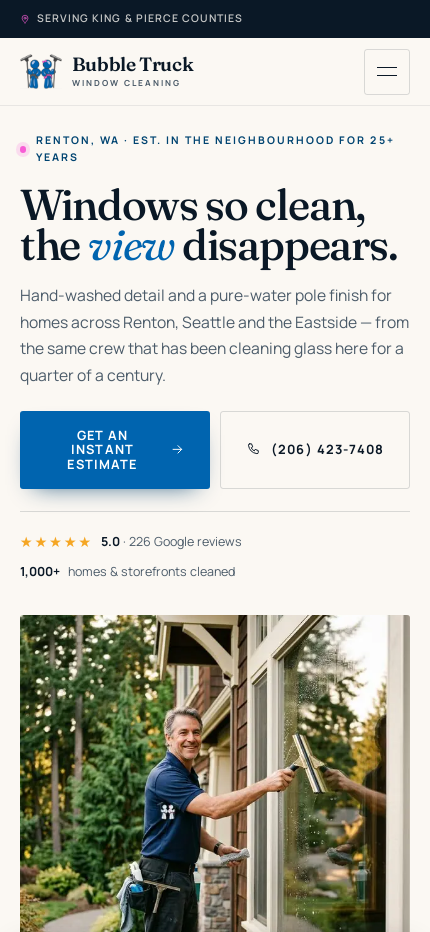 SERVING KING & PIERCE COUNTIES
Bubble Truck
WINDOW CLEANING
RENTON, WA · EST. IN THE NEIGHBOURHOOD FOR 25+
YEARS
Windows so clean,
the view disappears.
Hand-washed detail and a pure-water pole finish for
homes across Renton, Seattle and the Eastside — from
the same crew that has been cleaning glass here for a
quarter of a century.
GET AN
INSTANT
ESTIMATE
(206) 423-7408
5.0 · 226 Google reviews
1,000+ homes & storefronts cleaned